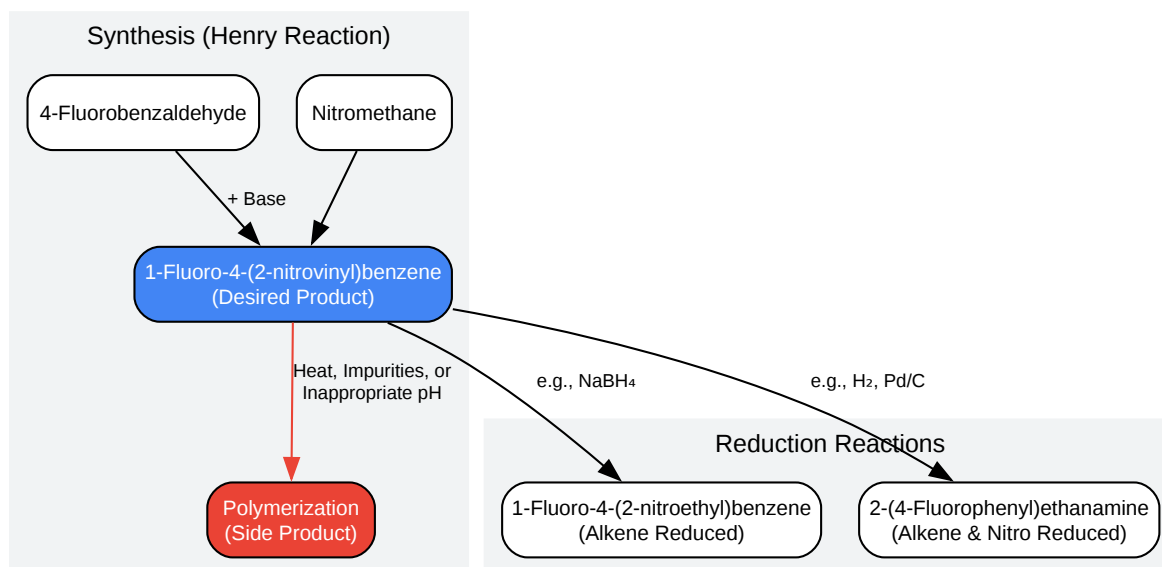 Synthesis (Henry Reaction)
4-Fluorobenzaldehyde
Nitromethane
+ Base
1-Fluoro-4-(2-nitrovinyl)benzene
(Desired Product)
Heat, Impurities, or
Inappropriate pH
e.g., NaBH₄
e.g., H₂, Pd/C
Reduction Reactions
Polymerization
(Side Product)
1-Fluoro-4-(2-nitroethyl)benzene
(Alkene Reduced)
2-(4-Fluorophenyl)ethanamine
(Alkene & Nitro Reduced)